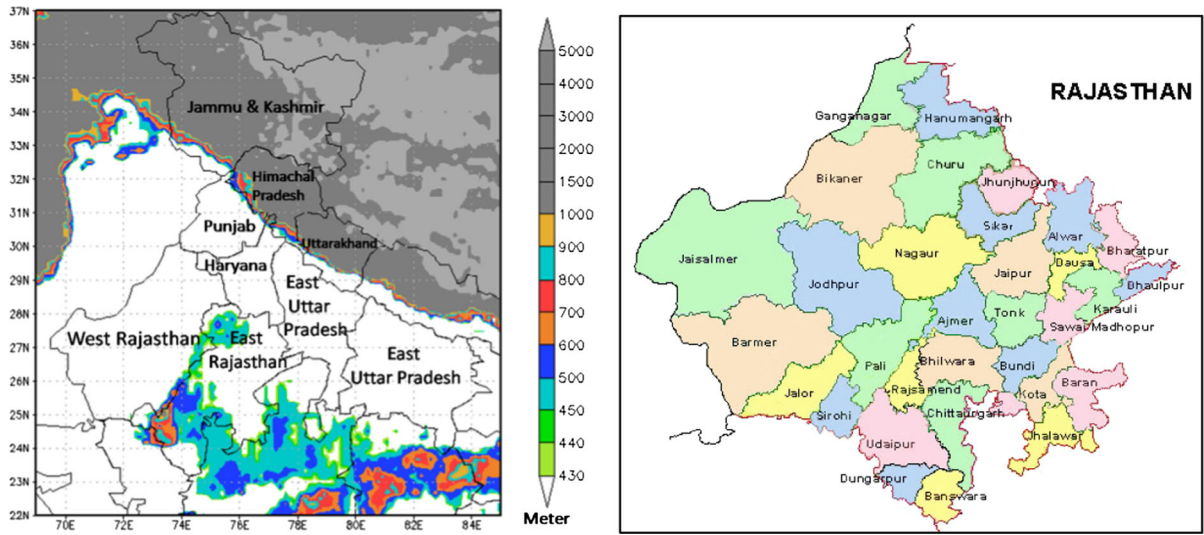 37N
36N
35N
34N
33N
32N
31N
30N
29N
28N
27N
26N
25N
24N
23N
22N
70E
72E
74E
76E
78E
80E
82E
84E
Jammu & Kashmir
Himachal
Pradesh
Punjab
Uttarakhand
Haryana
East
Uttar
Pradesh
West Rajasthan
East
Rajasthan
East
Uttar Pradesh
5000
4000
3000
2000
1500
1000
900
800
700
600
500
450
440
430
Meter
RAJASTHAN
Ganganagar
Hanumangarh
Churu
Bikaner
Jhunjhunun
Sikar
Alwar
Bharatpur
Jaisalmer
Nagaur
Jaipur
Dausa
Jodhpur
Dhaulpur
Karauli
Ajmer
Tonk
Sawai Madhopur
Barmer
Pali
Bhilwara
Bundi
Jalor
Rajsamend
Kota
Baran
Sirohi
Chittaurgarh
Jhalawar
Udaipur
Dungarpur
Banswara